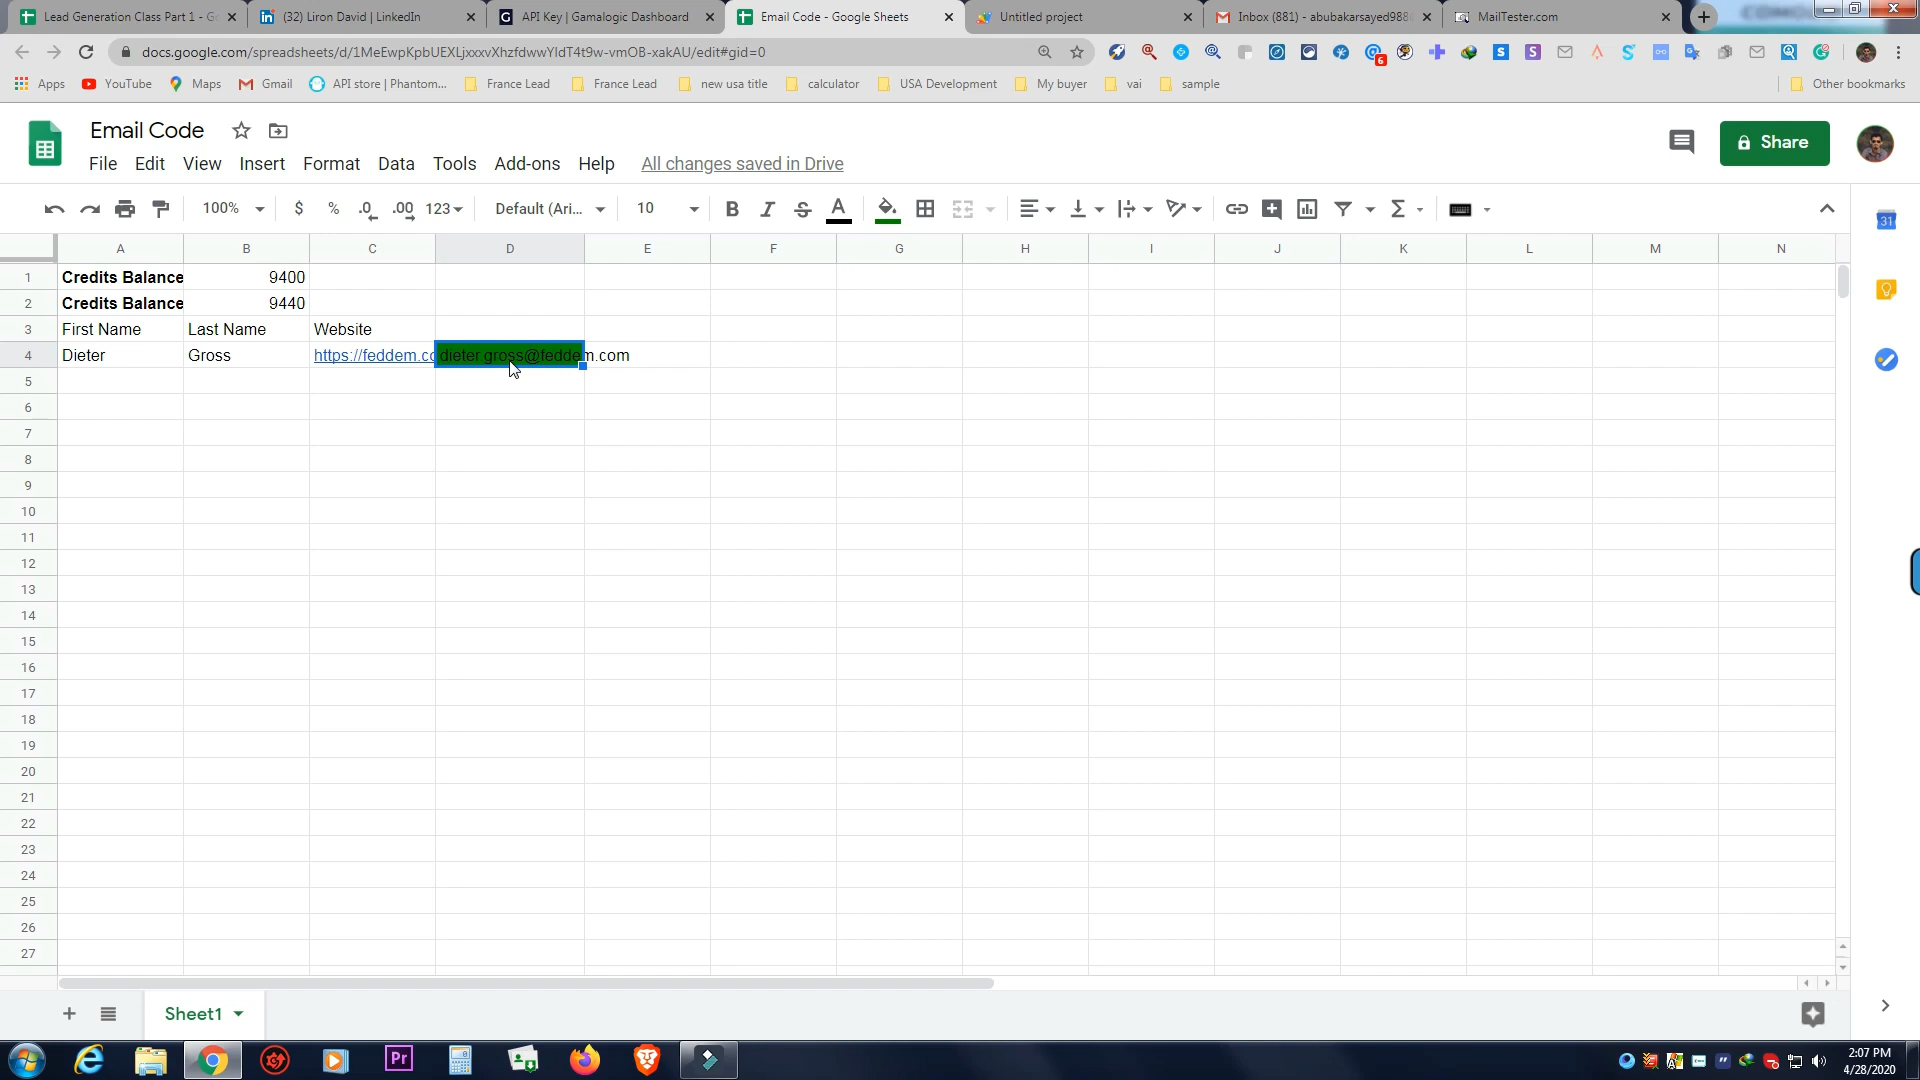 Lead Generation Class Part 1 - Go
(32) Liron David | LinkedIn
API Key | Gamalogic Dashboard
Email Code - Google Sheets
Untitled project
Inbox (881) - abubakarsayed988
MailTester.com
docs.google.com/spreadsheets/d/1MeEwpKpbUEXLjxxxvXhzfdwwYIdT4t9w-vmOB-xakAU/edit#gid=0
6
Apps
YouTube
Maps
Gmail
API store | Phantom...
France Lead
France Lead
new usa title
calculator
USA Development
My buyer
vai
sample
Other bookmarks
Email Code
Share
File Edit View Insert Format Data Tools Add-ons Help All changes saved in Drive
100% $ % .0 .00 123 Default (Ari... 10 B I S A
31
A B C D E F G H I J K L M N
1 Credits Balance 9400
2 Credits Balance 9440
3 First Name Last Name Website
4 Dieter Gross https://feddem.co dieter.gross@feddem.com
5
6
7
8
9
10
11
12
13
14
15
16
17
18
19
20
21
22
23
24
25
26
27
Sheet1
Pr
2:07 PM
4/28/2020